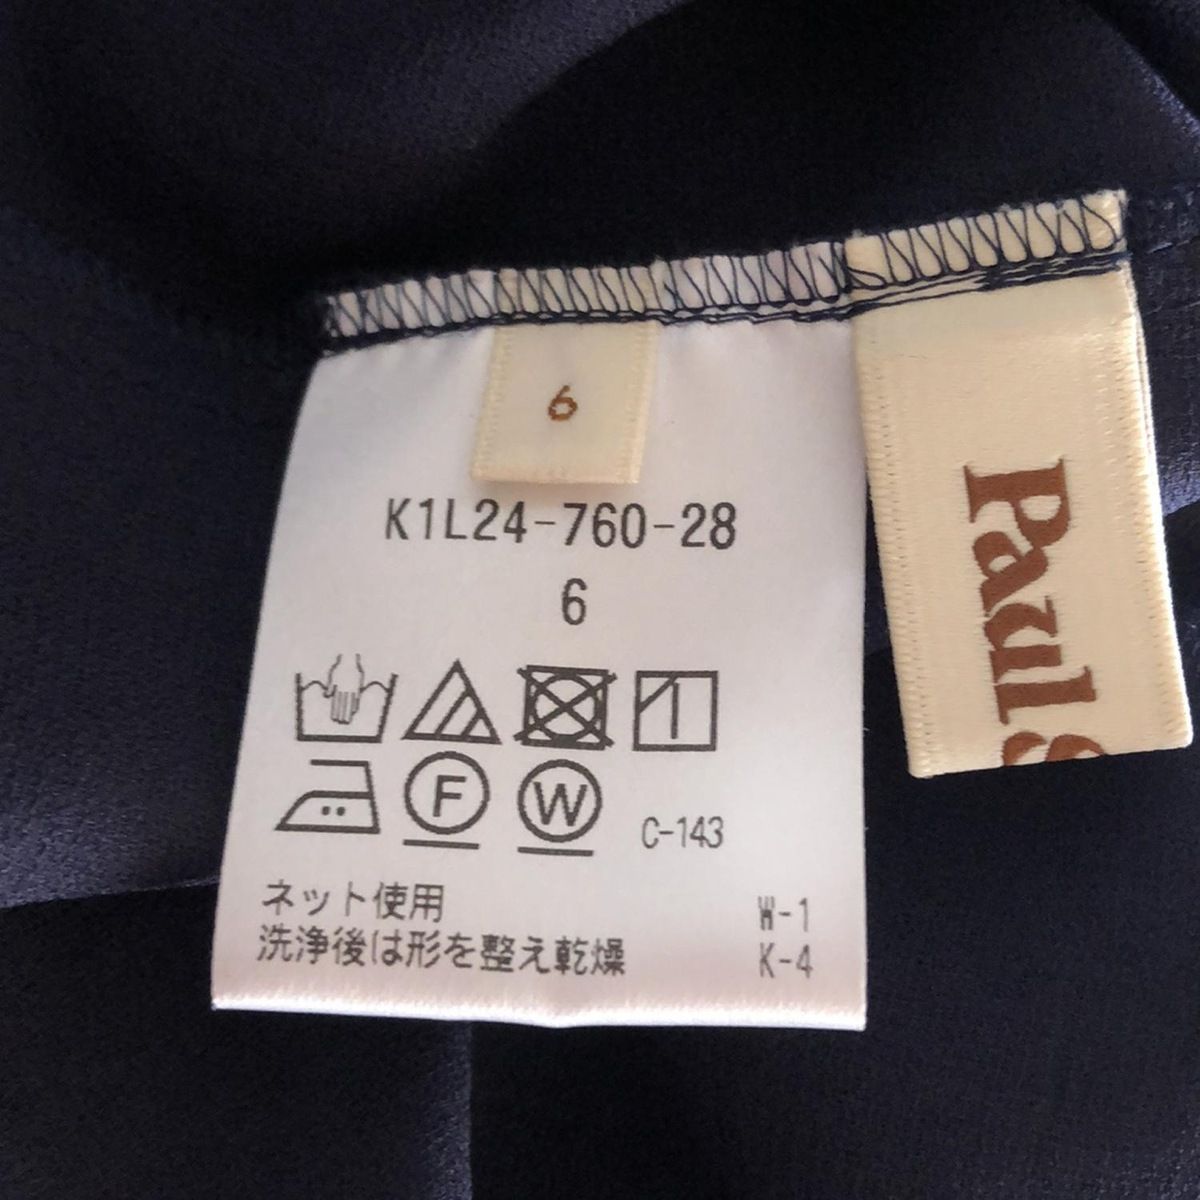 6
K1L24-760-28
6
F W C-143
ネット使用
洗浄後は形を整え乾燥
W-1
K-4
Paul S